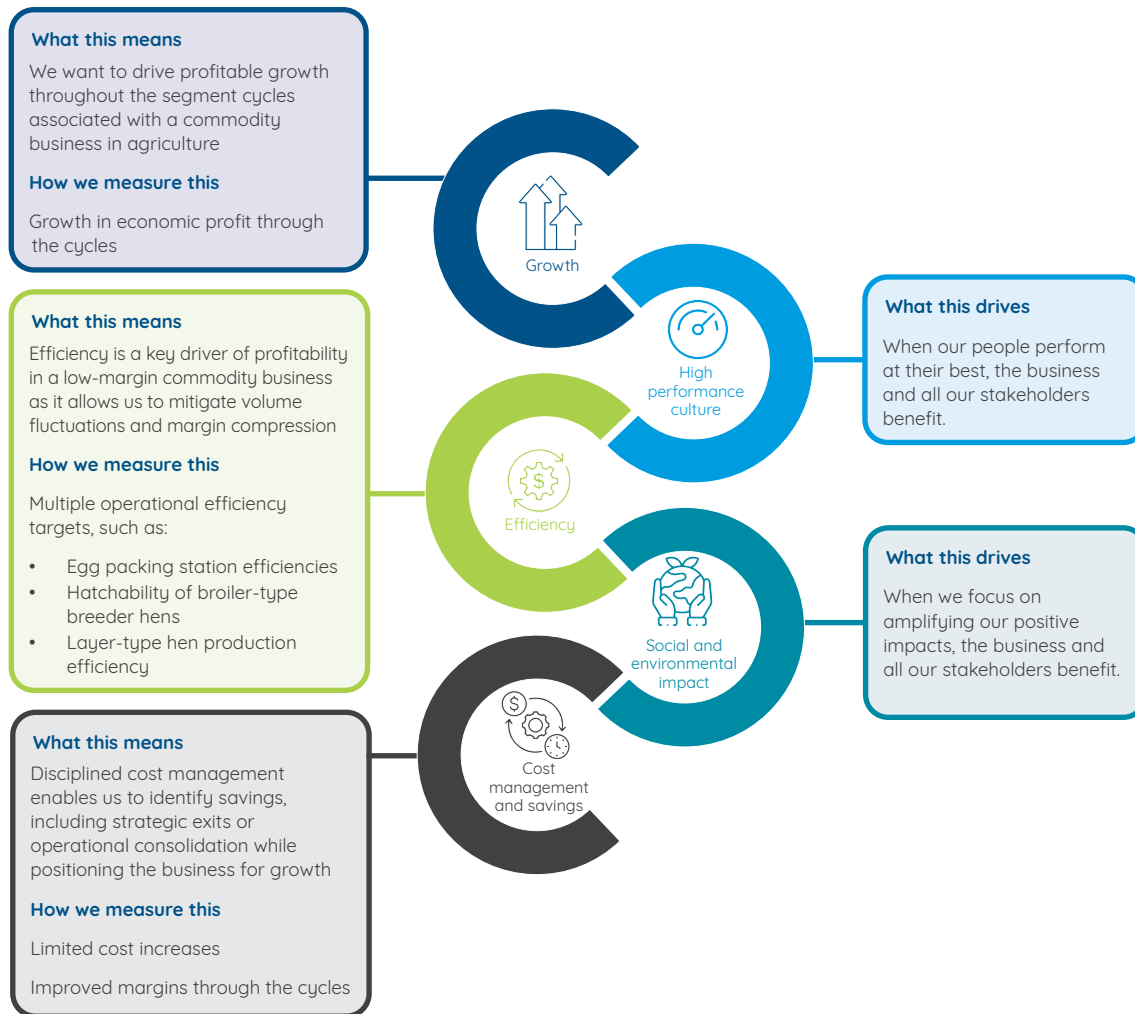 What this means
We want to drive profitable growth
throughout the segment cycles
associated with a commodity
business in agriculture
How we measure this
Growth in economic profit through
the cycles
Growth
What this drives
When our people perform
at their best, the business
and all our stakeholders
benefit.
High
performance
culture
What this means
Efficiency is a key driver of profitability
in a low-margin commodity business
as it allows us to mitigate volume
fluctuations and margin compression
How we measure this
Multiple operational efficiency
targets, such as:
• Egg packing station efficiencies
• Hatchability of broiler-type
breeder hens
• Layer-type hen production
efficiency
$
Efficiency
What this drives
When we focus on
amplifying our positive
impacts, the business and
all our stakeholders benefit.
Social and
environmental
impact
What this means
Disciplined cost management
enables us to identify savings,
including strategic exits or
operational consolidation while
positioning the business for growth
How we measure this
Limited cost increases
Improved margins through the cycles
$
Cost
management
and savings